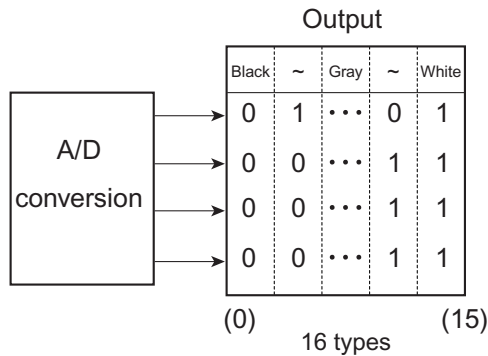 Output
Black ~ Gray ~ White
0 1 ··· 0 1
A/D
conversion
0 0 ··· 1 1
0 0 ··· 1 1
0 0 ··· 1 1
(0) (15)
16 types